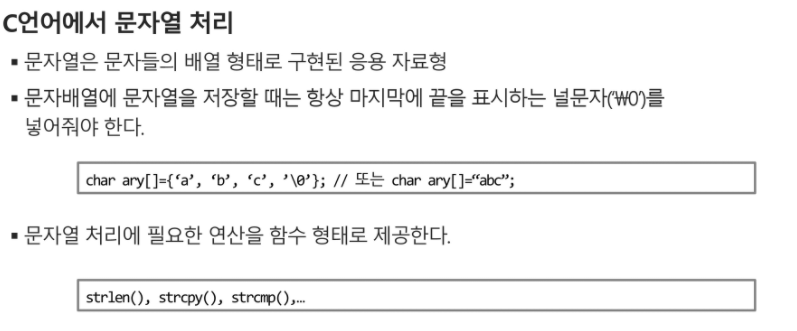 C언어에서 문자열 처리
▪ 문자열은 문자들의 배열 형태로 구현된 응용 자료형
▪ 문자배열에 문자열을 저장할 때는 항상 마지막에 끝을 표시하는 널문자(‘₩0’)를
넣어줘야 한다.
char ary[]={‘a’, ‘b’, ‘c’, ’\0’}; // 또는 char ary[]=“abc”;
▪ 문자열 처리에 필요한 연산을 함수 형태로 제공한다.
strlen(), strcpy(), strcmp(),…